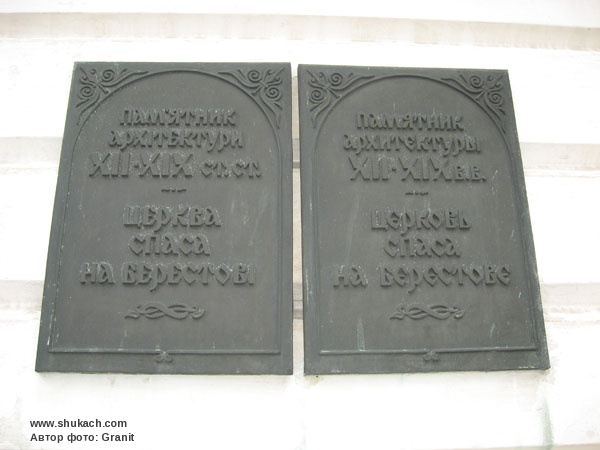 ПАМ'ЯТНИК
АРХІТЕКТУРИ
XII-XIX СТ.СТ.
ЦЕРКВА
СПАСА
НА БЕРЕСТОВІ
ПАМЯТНИК
АРХИТЕКТУРЫ
XII-XIX В.В.
ЦЕРКОВЬ
СПАСА
НА БЕРЕСТОВЕ
www.shukach.com
Автор фото: Granit